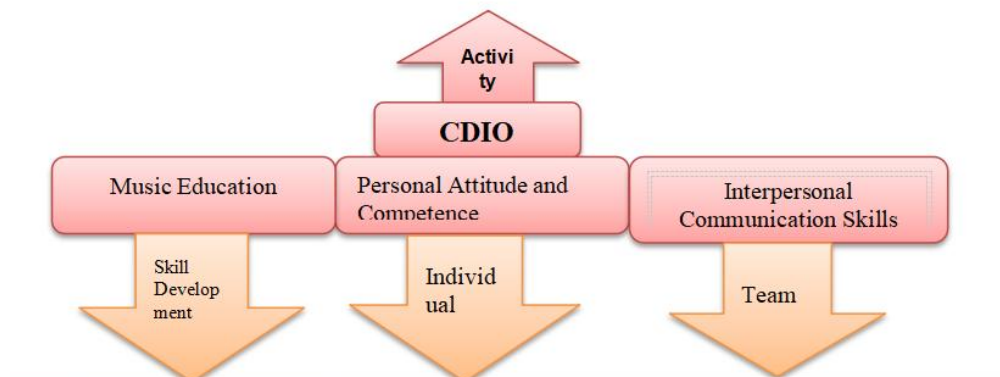 Activi
ty
CDIO
Music Education
Personal Attitude and
Competence
Interpersonal
Communication Skills
Skill
Develop
ment
Individ
ual
Team